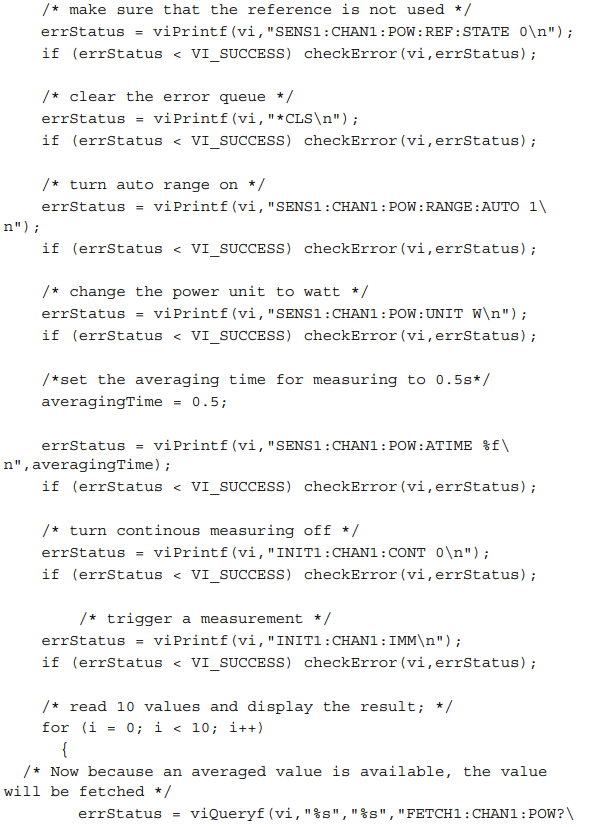 /* make sure that the reference is not used */
errStatus = viPrintf(vi,"SENS1:CHAN1:POW:REF:STATE 0\n");
if (errStatus < VI_SUCCESS) checkError(vi,errStatus);
/* clear the error queue */
errStatus = viPrintf(vi,"*CLS\n");
if (errStatus < VI_SUCCESS) checkError(vi,errStatus);
/* turn auto range on */
errStatus = viPrintf(vi,"SENS1:CHAN1:POW:RANGE:AUTO 1\
n");
if (errStatus < VI_SUCCESS) checkError(vi,errStatus);
/* change the power unit to watt */
errStatus = viPrintf(vi,"SENS1:CHAN1:POW:UNIT W\n");
if (errStatus < VI_SUCCESS) checkError(vi,errStatus);
/*set the averaging time for measuring to 0.5s*/
averagingTime = 0.5;
errStatus = viPrintf(vi,"SENS1:CHAN1:POW:ATIME %f\
n",averagingTime);
if (errStatus < VI_SUCCESS) checkError(vi,errStatus);
/* turn continous measuring off */
errStatus = viPrintf(vi,"INIT1:CHAN1:CONT 0\n");
if (errStatus < VI_SUCCESS) checkError(vi,errStatus);
/* trigger a measurement */
errStatus = viPrintf(vi,"INIT1:CHAN1:IMM\n");
if (errStatus < VI_SUCCESS) checkError(vi,errStatus);
/* read 10 values and display the result; */
for (i = 0; i < 10; i++)
{
/* Now because an averaged value is available, the value
will be fetched */
errStatus = viQueryf(vi,"%s","%s","FETCH1:CHAN1:POW?\